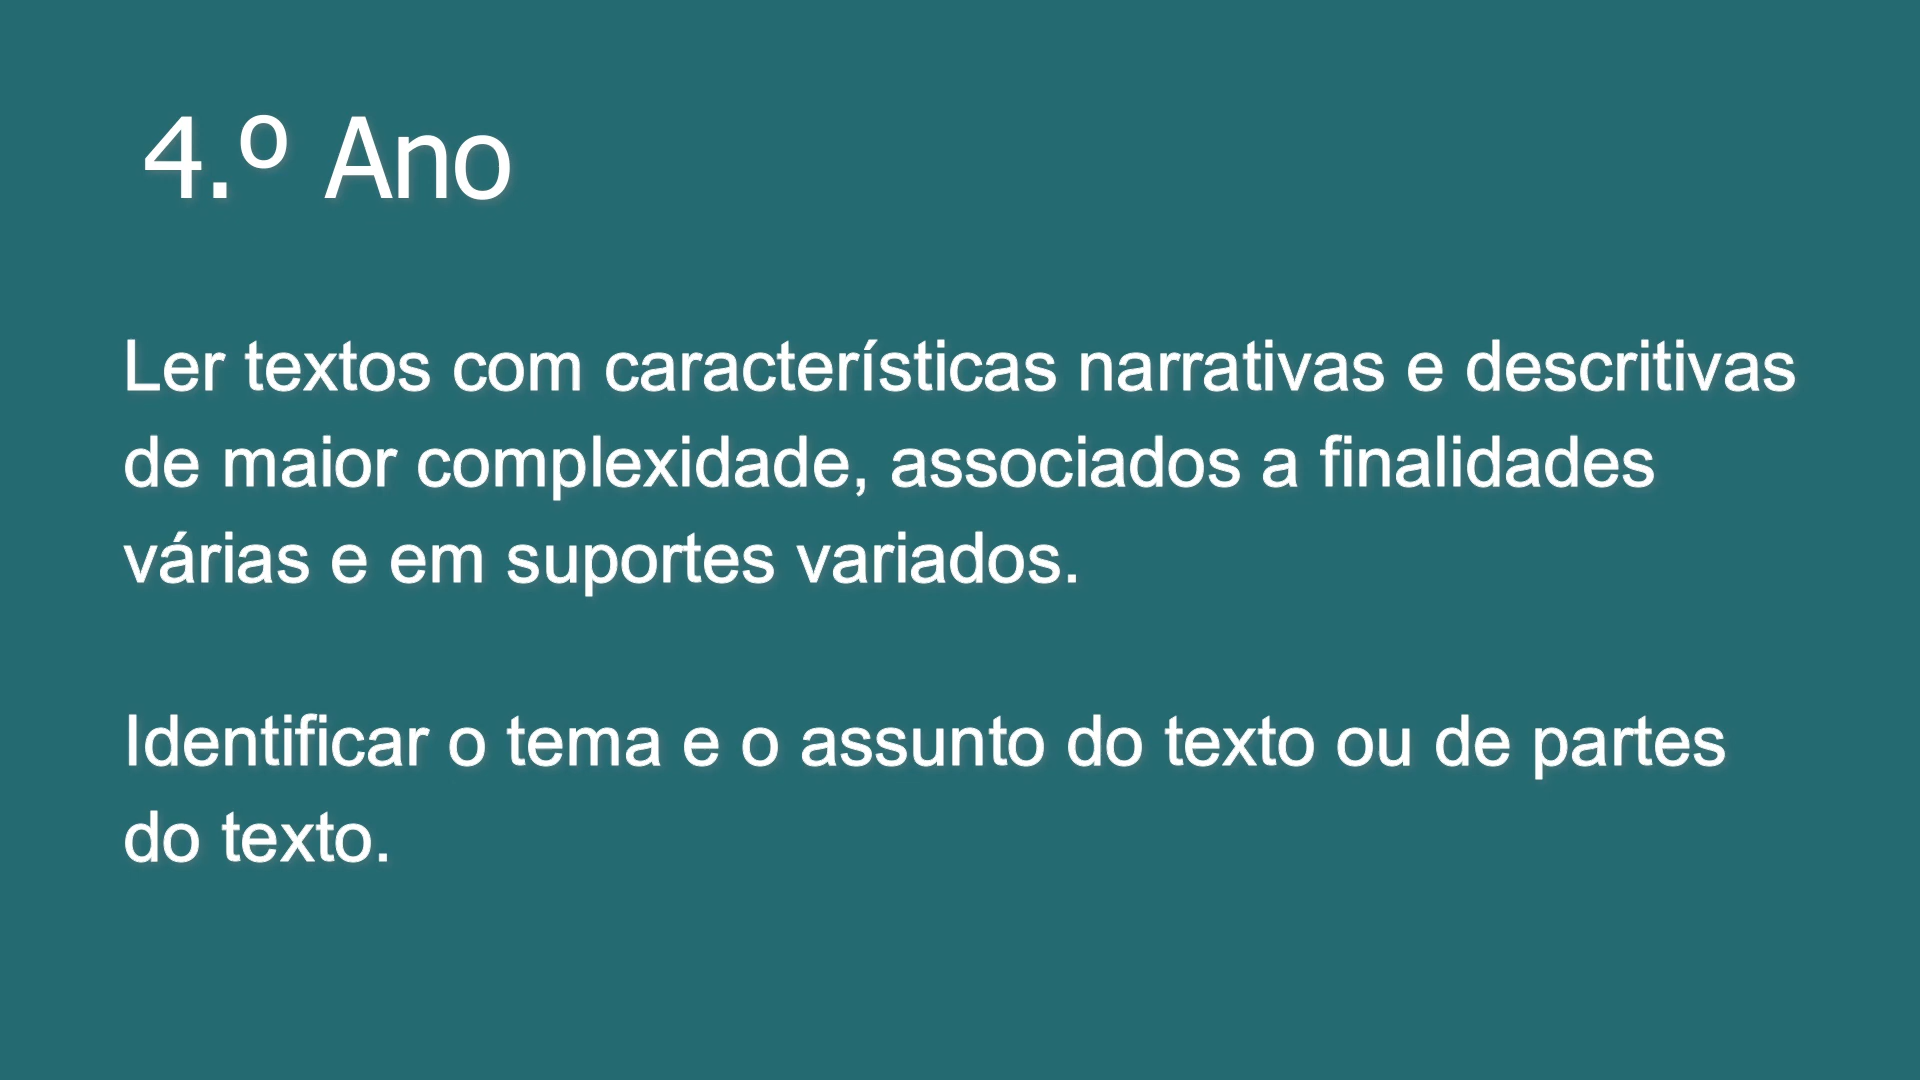 4.º Ano
Ler textos com características narrativas e descritivas
de maior complexidade, associados a finalidades
várias e em suportes variados.
Identificar o tema e o assunto do texto ou de partes
do texto.